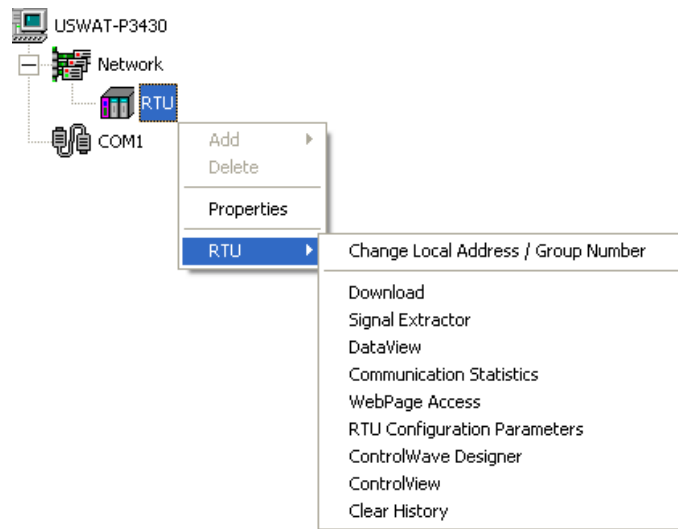 USWAT-P3430
Network
RTU
COM1
Add
Delete
Properties
RTU
Change Local Address / Group Number
Download
Signal Extractor
DataView
Communication Statistics
WebPage Access
RTU Configuration Parameters
ControlWave Designer
ControlView
Clear History